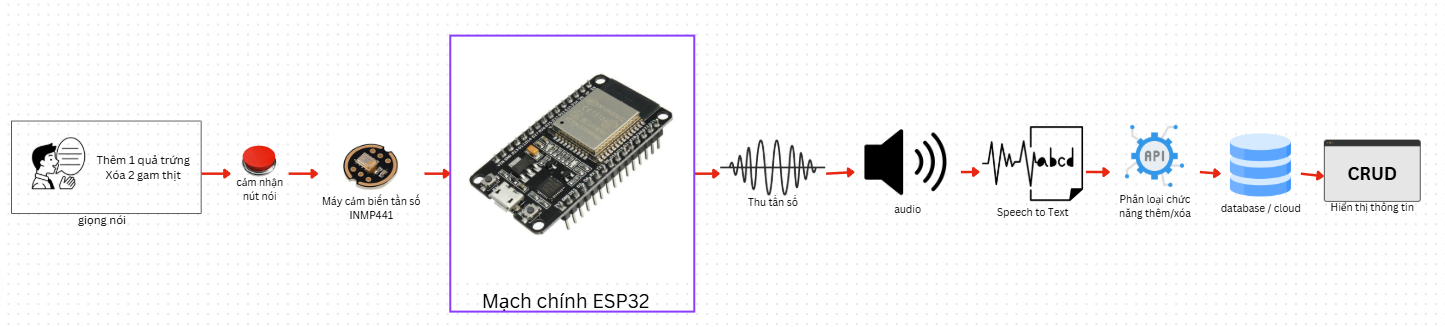 Thêm 1 quả trứng
Xóa 2 gam thịt
giọng nói
cảm nhận
nút nói
Máy cảm biến tần số
INMP441
Mạch chính ESP32
Thu tần số
audio
abcd
Speech to Text
API
Phân loại chức
năng thêm/xóa
database / cloud
CRUD
Hiển thị thông tin